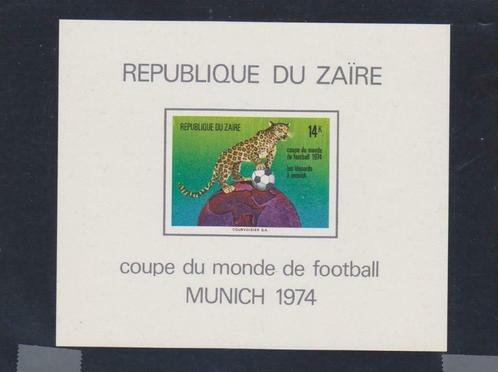 REPUBLIQUE DU ZAÏRE
REPUBLIQUE DU ZAÏRE
14K
coupe du monde
de football 1974
les léopards
à munich
COURVOISIER S.A.
coupe du monde de football
MUNICH 1974